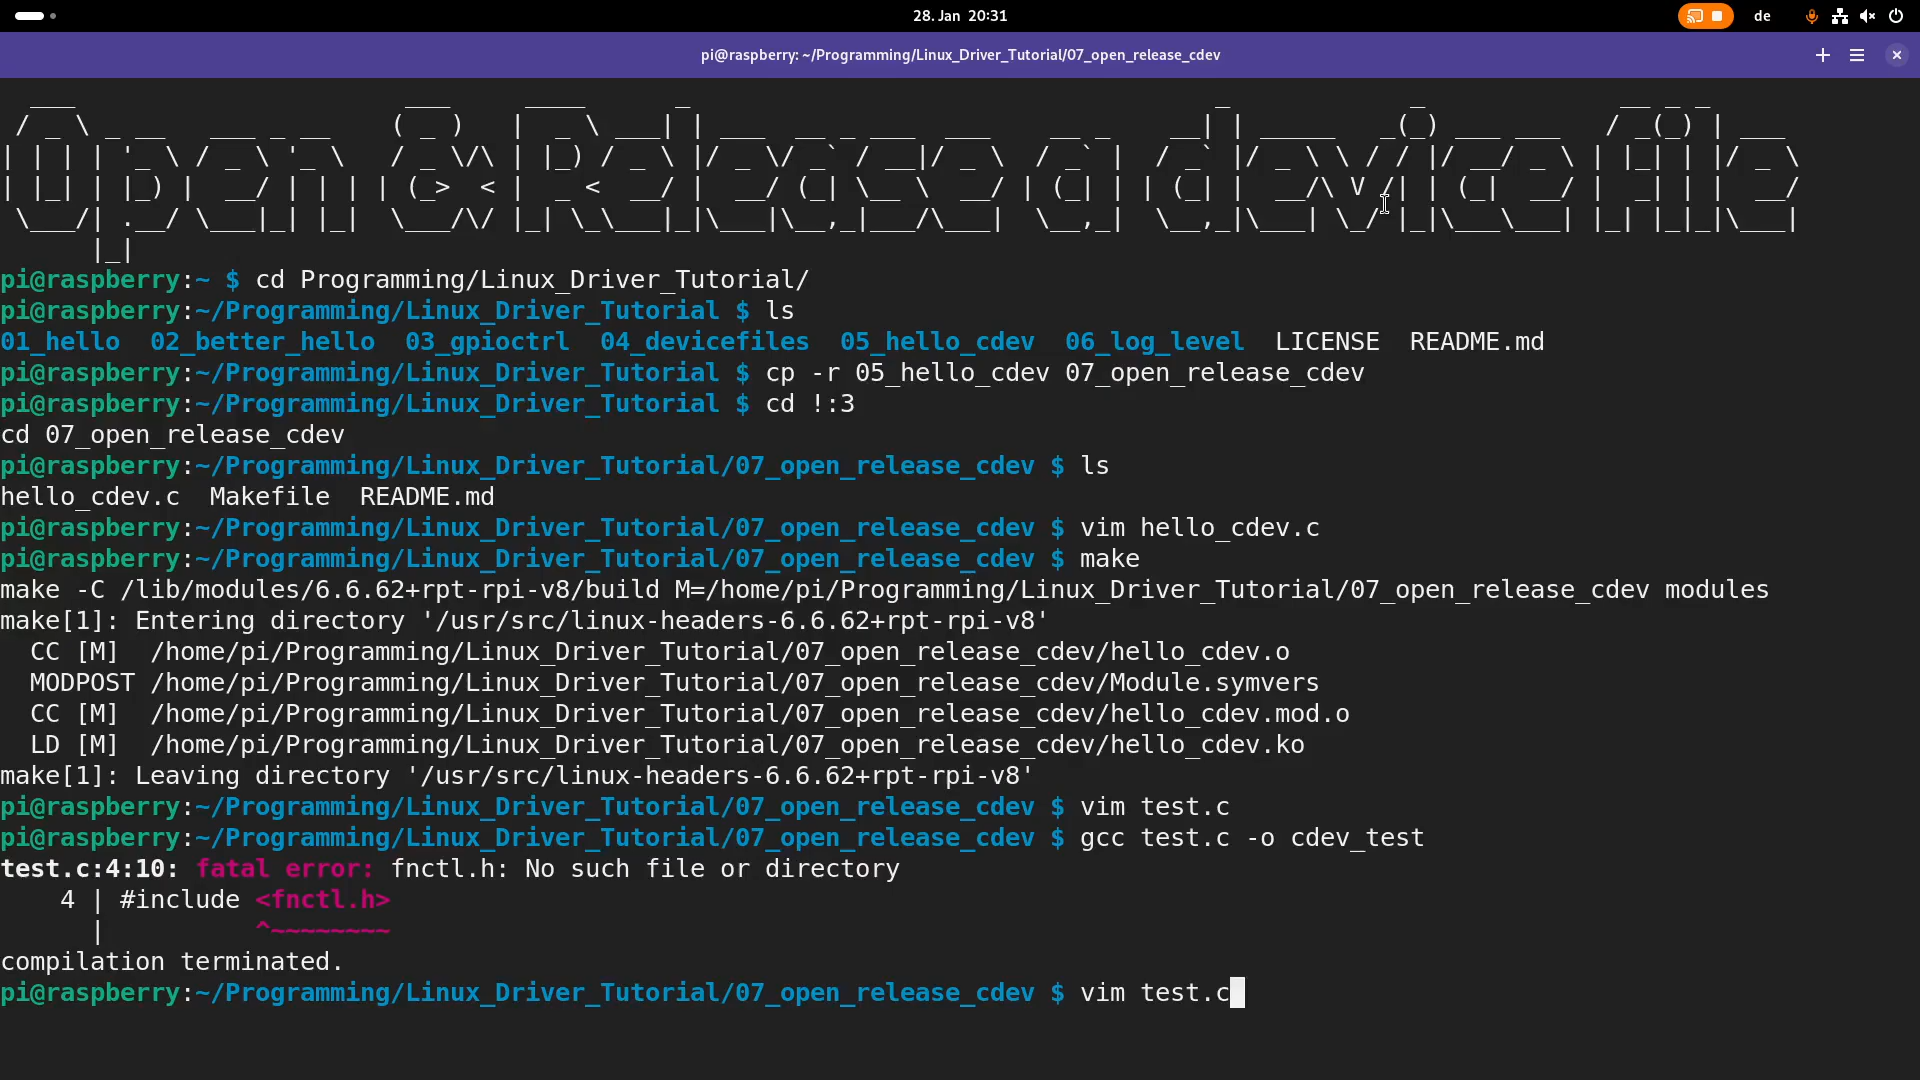 28. Jan 20:31
de
pi@raspberry: ~/Programming/Linux_Driver_Tutorial/07_open_release_cdev
Open & Release a device file
pi@raspberry:~ $ cd Programming/Linux_Driver_Tutorial/
pi@raspberry:~/Programming/Linux_Driver_Tutorial $ ls
01_hello 02_better_hello 03_gpioctrl 04_devicefiles 05_hello_cdev 06_log_level LICENSE README.md
pi@raspberry:~/Programming/Linux_Driver_Tutorial $ cp -r 05_hello_cdev 07_open_release_cdev
pi@raspberry:~/Programming/Linux_Driver_Tutorial $ cd !:3
cd 07_open_release_cdev
pi@raspberry:~/Programming/Linux_Driver_Tutorial/07_open_release_cdev $ ls
hello_cdev.c Makefile README.md
pi@raspberry:~/Programming/Linux_Driver_Tutorial/07_open_release_cdev $ vim hello_cdev.c
pi@raspberry:~/Programming/Linux_Driver_Tutorial/07_open_release_cdev $ make
make -C /lib/modules/6.6.62+rpt-rpi-v8/build M=/home/pi/Programming/Linux_Driver_Tutorial/07_open_release_cdev modules
make[1]: Entering directory '/usr/src/linux-headers-6.6.62+rpt-rpi-v8'
CC [M] /home/pi/Programming/Linux_Driver_Tutorial/07_open_release_cdev/hello_cdev.o
MODPOST /home/pi/Programming/Linux_Driver_Tutorial/07_open_release_cdev/Module.symvers
CC [M] /home/pi/Programming/Linux_Driver_Tutorial/07_open_release_cdev/hello_cdev.mod.o
LD [M] /home/pi/Programming/Linux_Driver_Tutorial/07_open_release_cdev/hello_cdev.ko
make[1]: Leaving directory '/usr/src/linux-headers-6.6.62+rpt-rpi-v8'
pi@raspberry:~/Programming/Linux_Driver_Tutorial/07_open_release_cdev $ vim test.c
pi@raspberry:~/Programming/Linux_Driver_Tutorial/07_open_release_cdev $ gcc test.c -o cdev_test
test.c:4:10: fatal error: fnctl.h: No such file or directory
4 | #include <fnctl.h>
| ^~~~~~~~~
compilation terminated.
pi@raspberry:~/Programming/Linux_Driver_Tutorial/07_open_release_cdev $ vim test.c